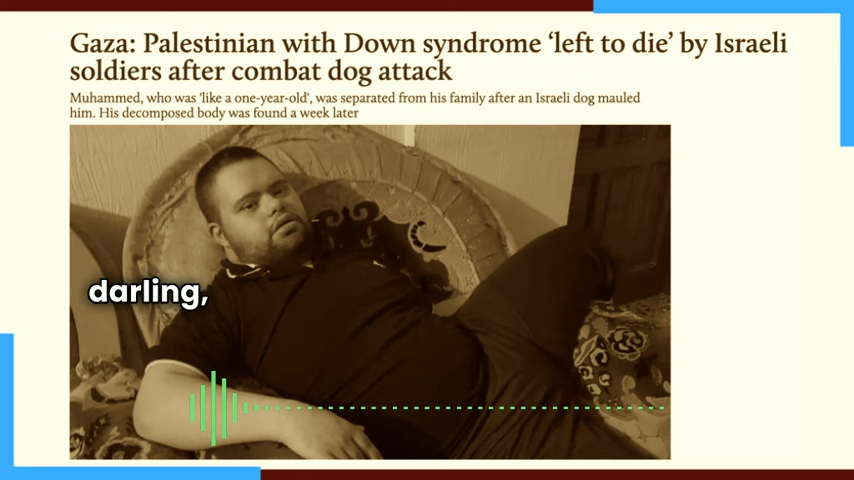 Gaza: Palestinian with Down syndrome ‘left to die’ by Israeli
soldiers after combat dog attack
Muhammed, who was 'like a one-year-old', was separated from his family after an Israeli dog mauled
him. His decomposed body was found a week later
darling,